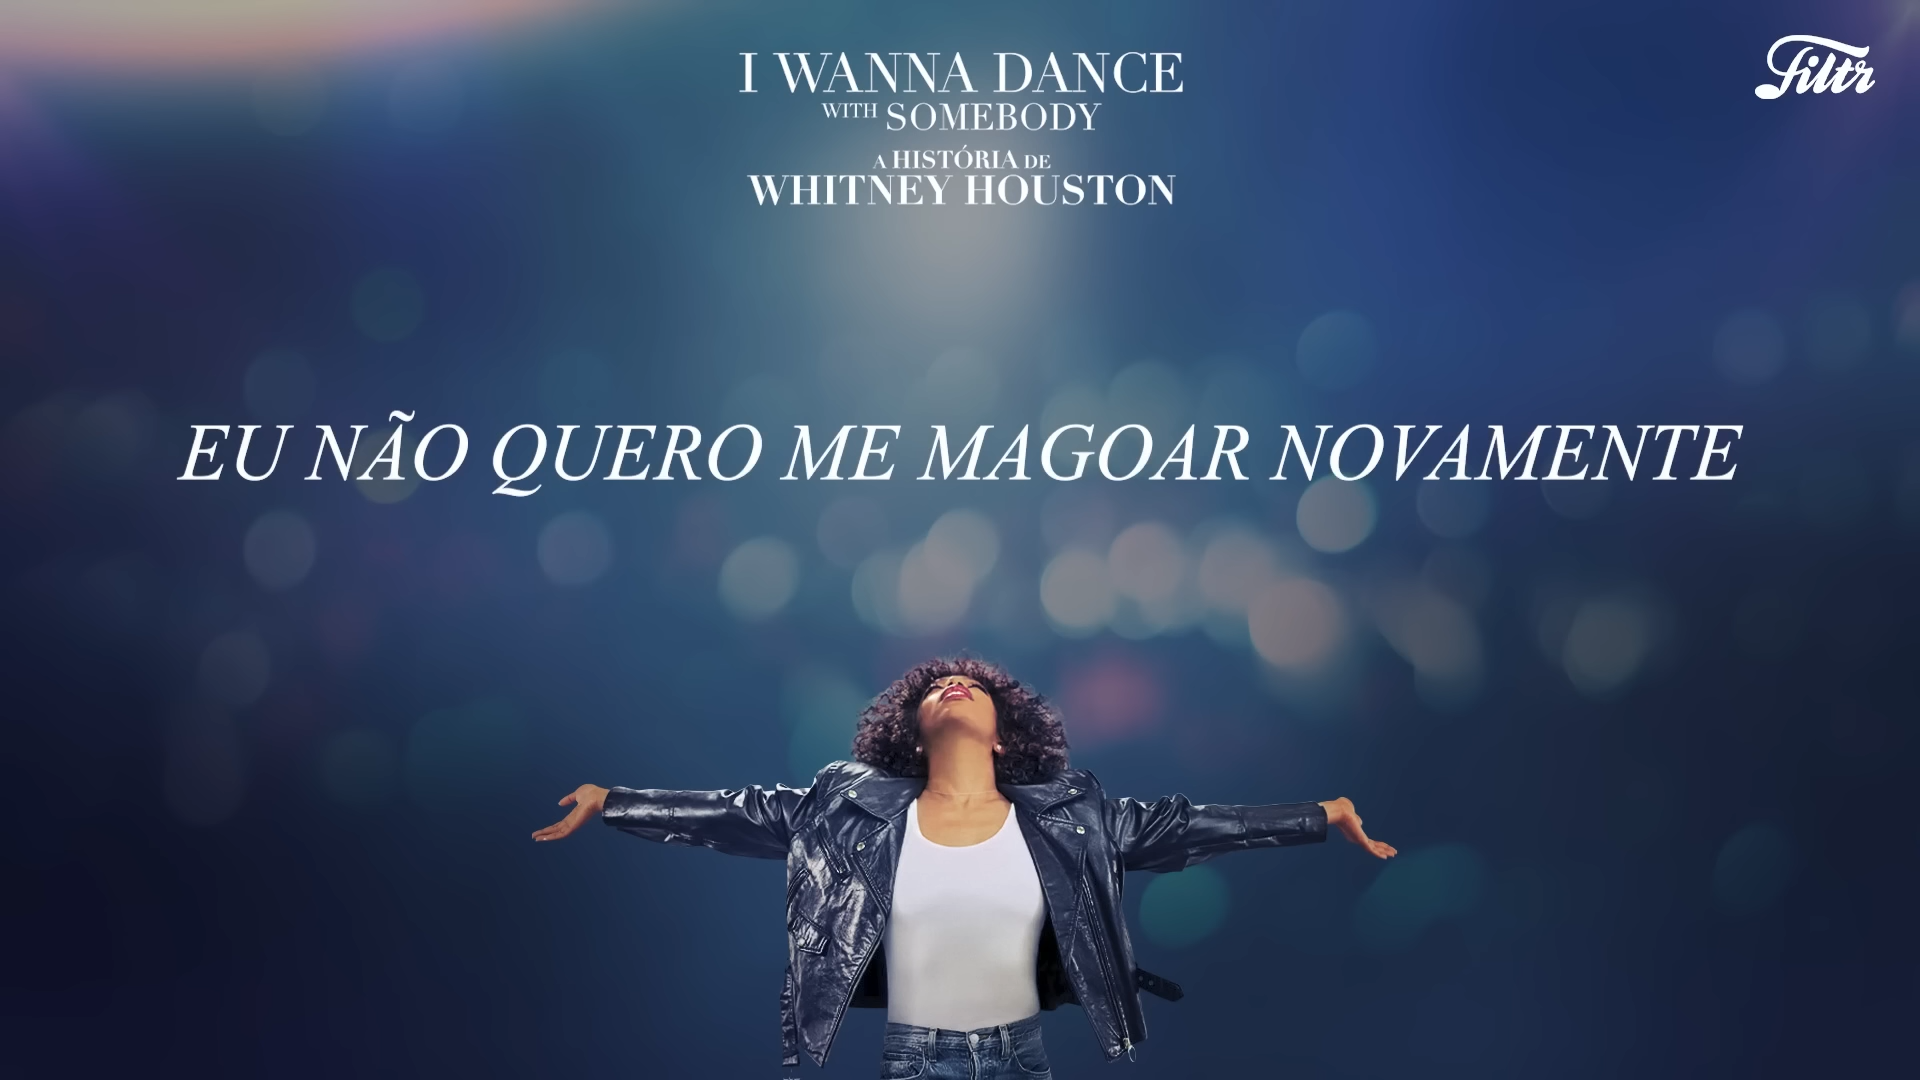 I WANNA DANCE
WITH SOMEBODY
A HISTÓRIA DE
WHITNEY HOUSTON
Filtr
EU NÃO QUERO ME MAGOAR NOVAMENTE